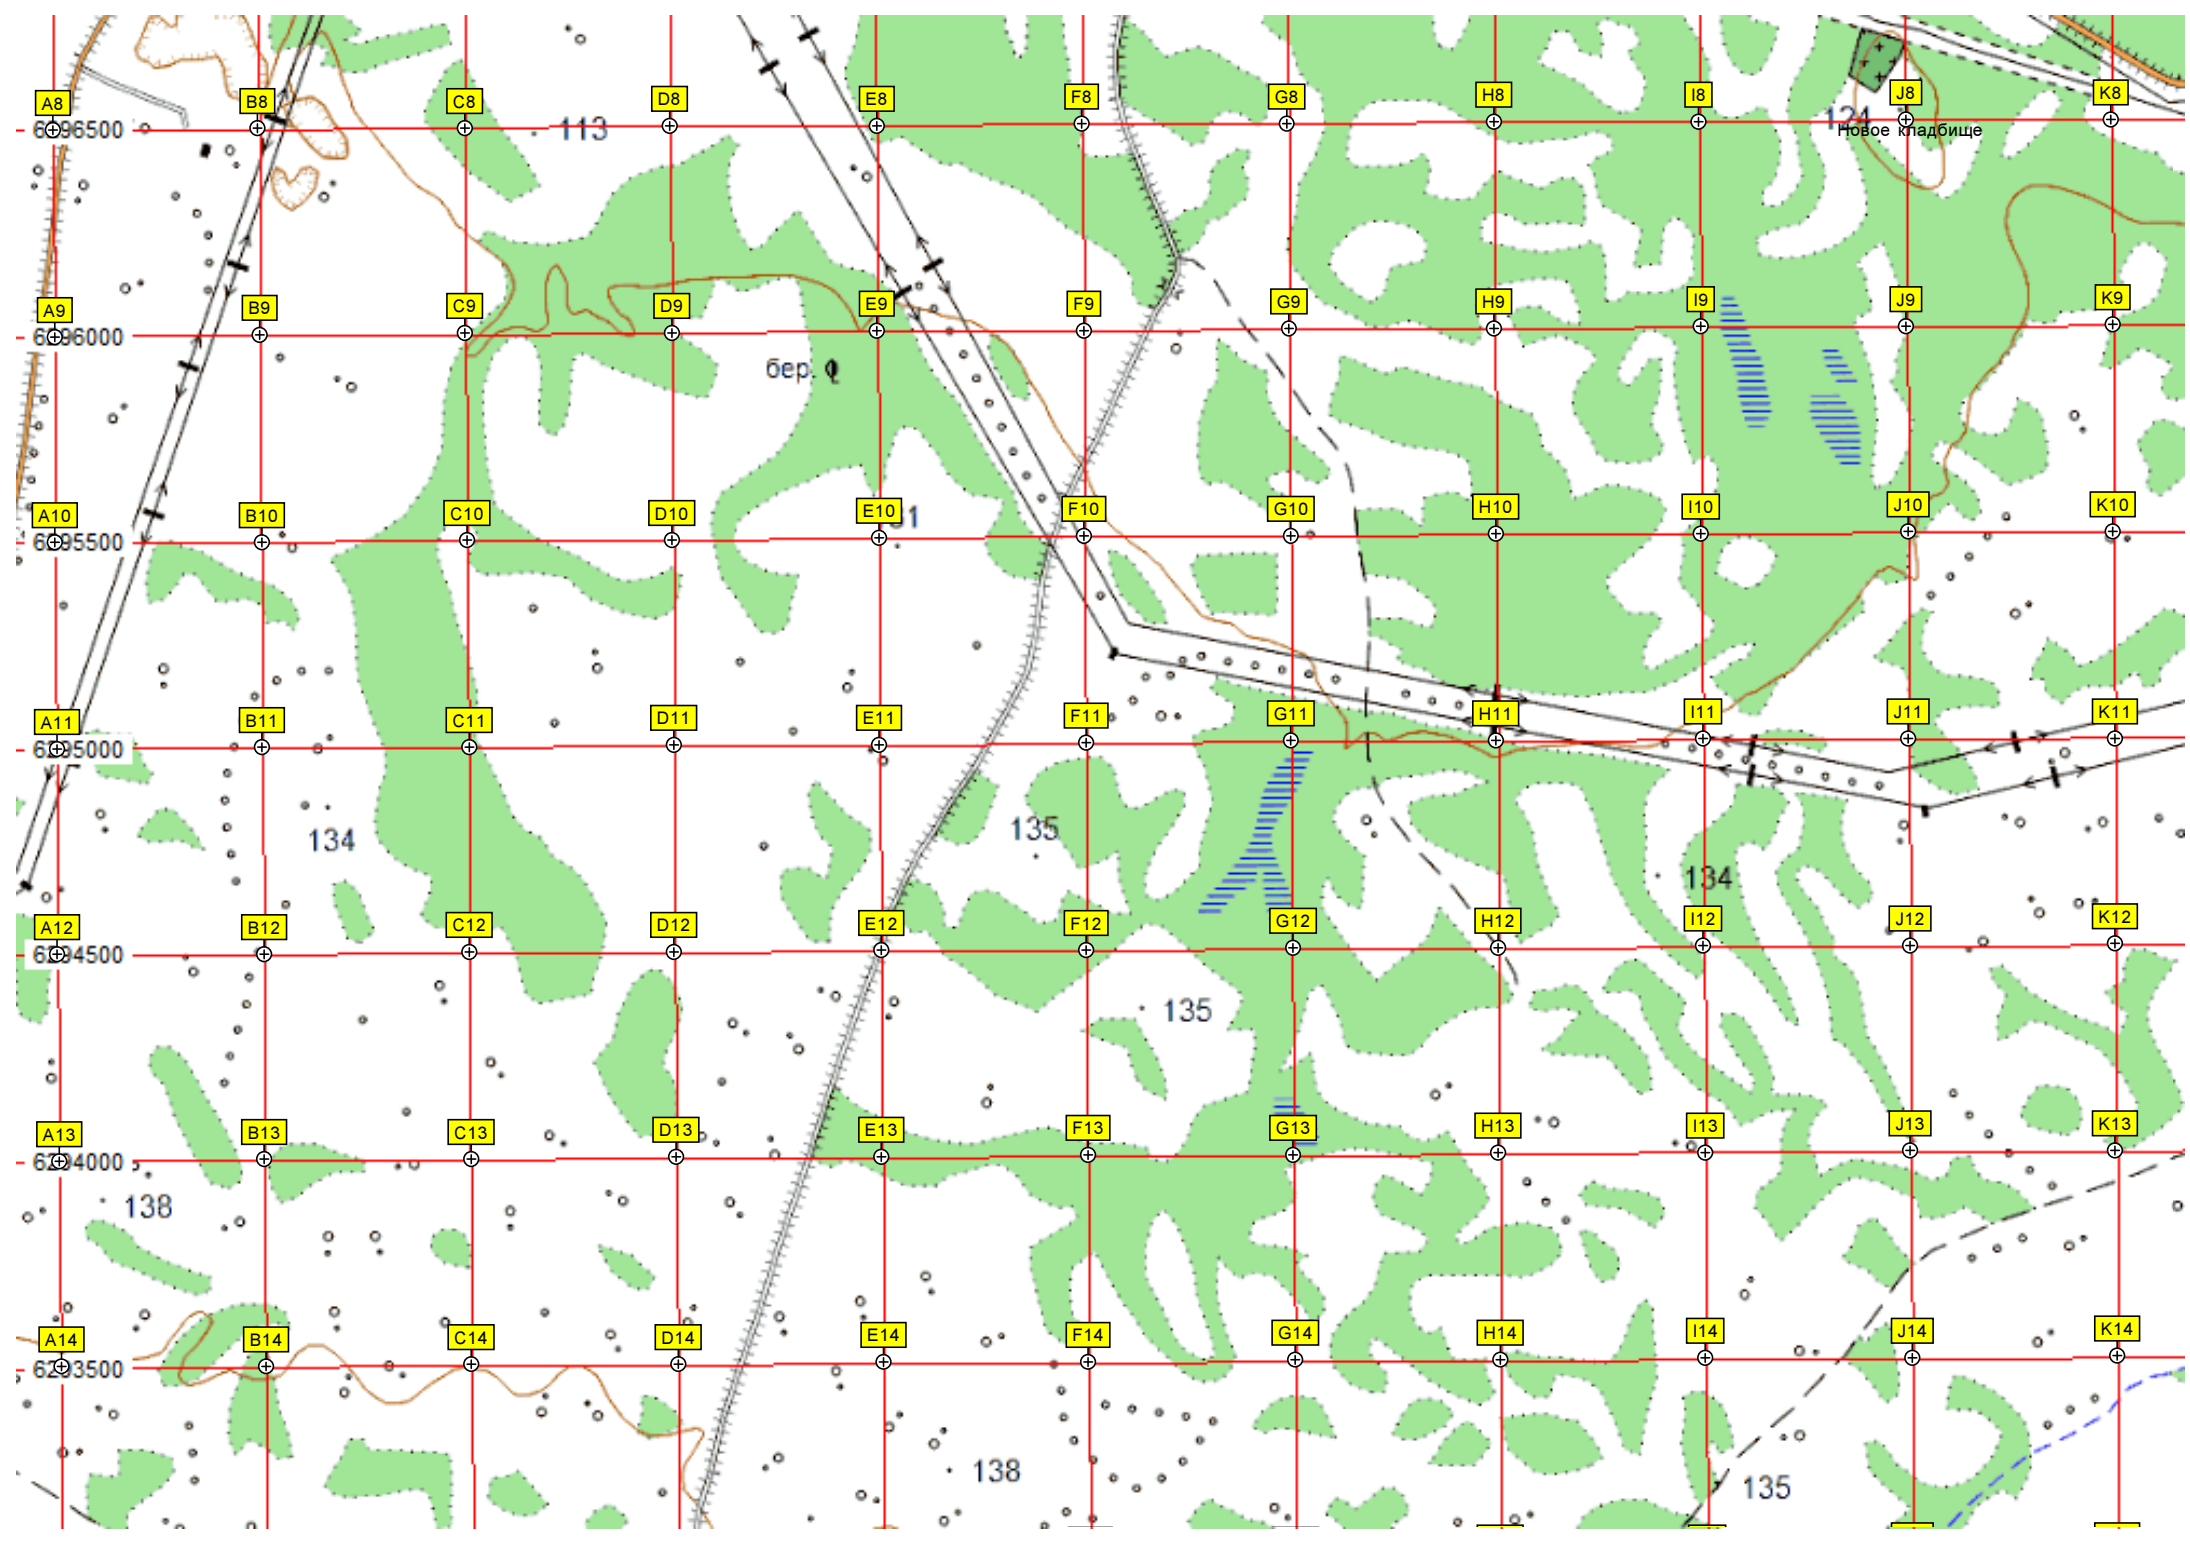 A8 B8 C8 D8 E8 F8 G8 H8 I8 J8 K8
113
Новое кладбище
A9 B9 C9 D9 E9 F9 G9 H9 I9 J9 K9
бер.
A10 B10 C10 D10 E10 F10 G10 H10 I10 J10 K10
A11 B11 C11 D11 E11 F11 G11 H11 I11 J11 K11
134 135 134
A12 B12 C12 D12 E12 F12 G12 H12 I12 J12 K12
135
A13 B13 C13 D13 E13 F13 G13 H13 I13 J13 K13
138
A14 B14 C14 D14 E14 F14 G14 H14 I14 J14 K14
138 135